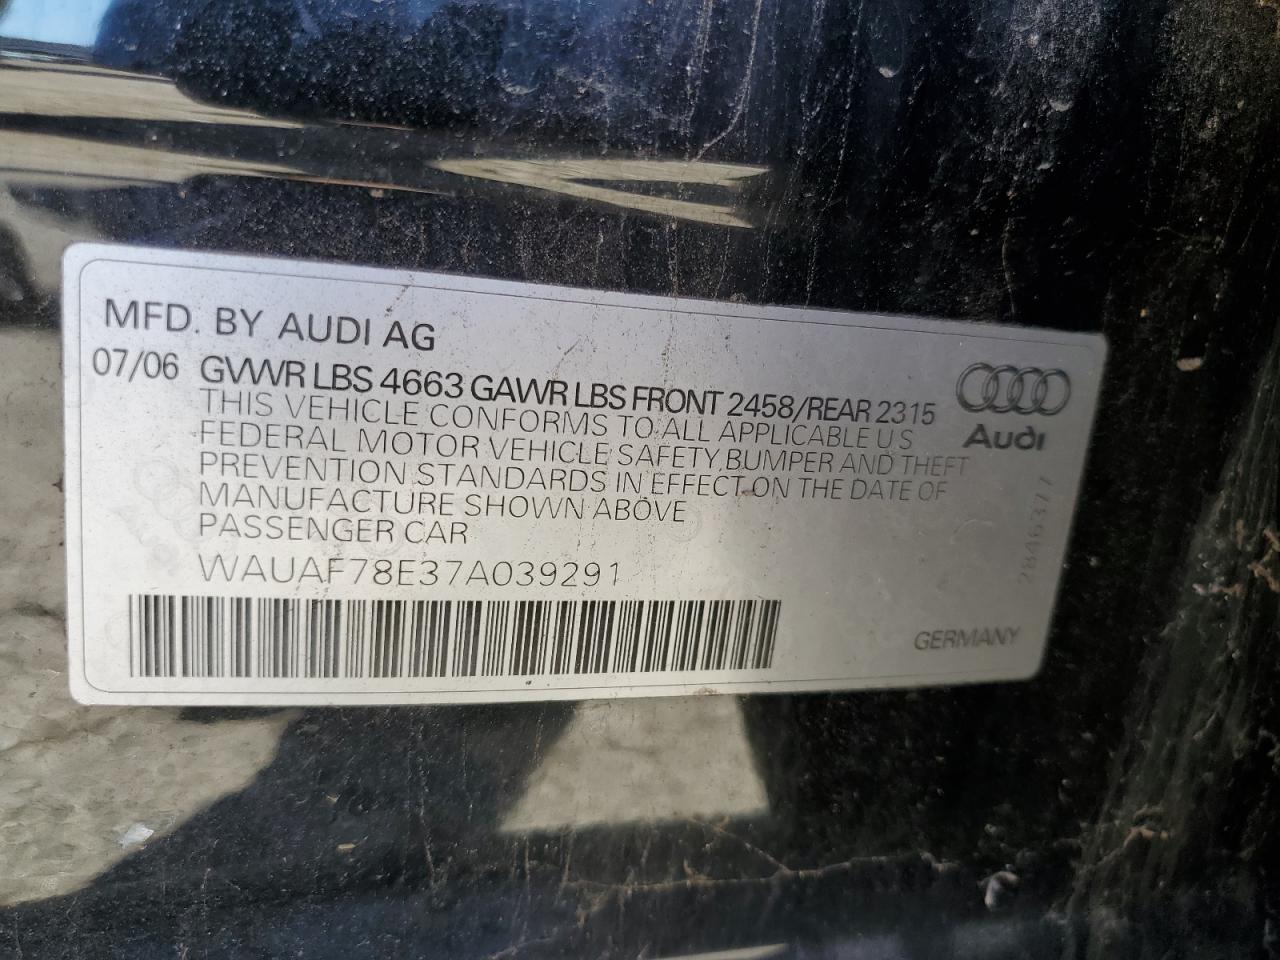 MFD. BY AUDI AG
07/06 GVWR LBS 4663 GAWR LBS FRONT 2458/REAR 2315
THIS VEHICLE CONFORMS TO ALL APPLICABLE US
FEDERAL MOTOR VEHICLE SAFETY, BUMPER AND THEFT
PREVENTION STANDARDS IN EFFECT ON THE DATE OF
MANUFACTURE SHOWN ABOVE
PASSENGER CAR
WAUAF78E37A039291
Audi
2846377
GERMANY